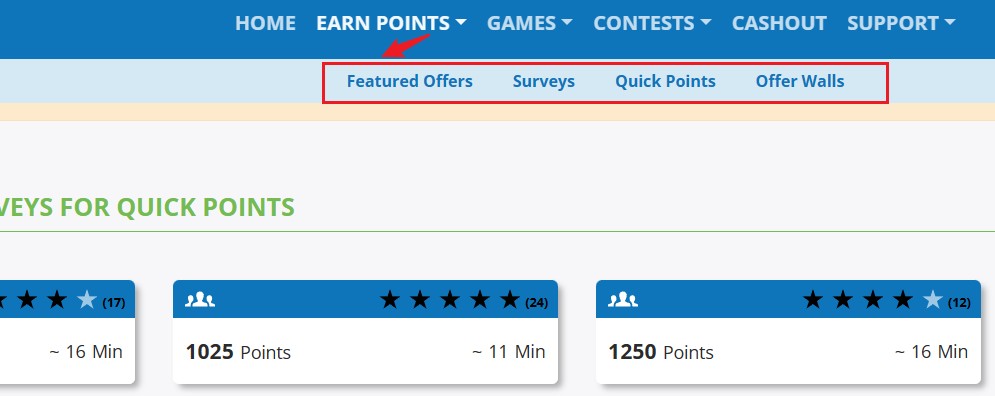 HOME EARN POINTS GAMES CONTESTS CASHOUT SUPPORT
Featured Offers Surveys Quick Points Offer Walls
VEYS FOR QUICK POINTS
(17) (24) (12)
~ 16 Min 1025 Points ~ 11 Min 1250 Points ~ 16 Min